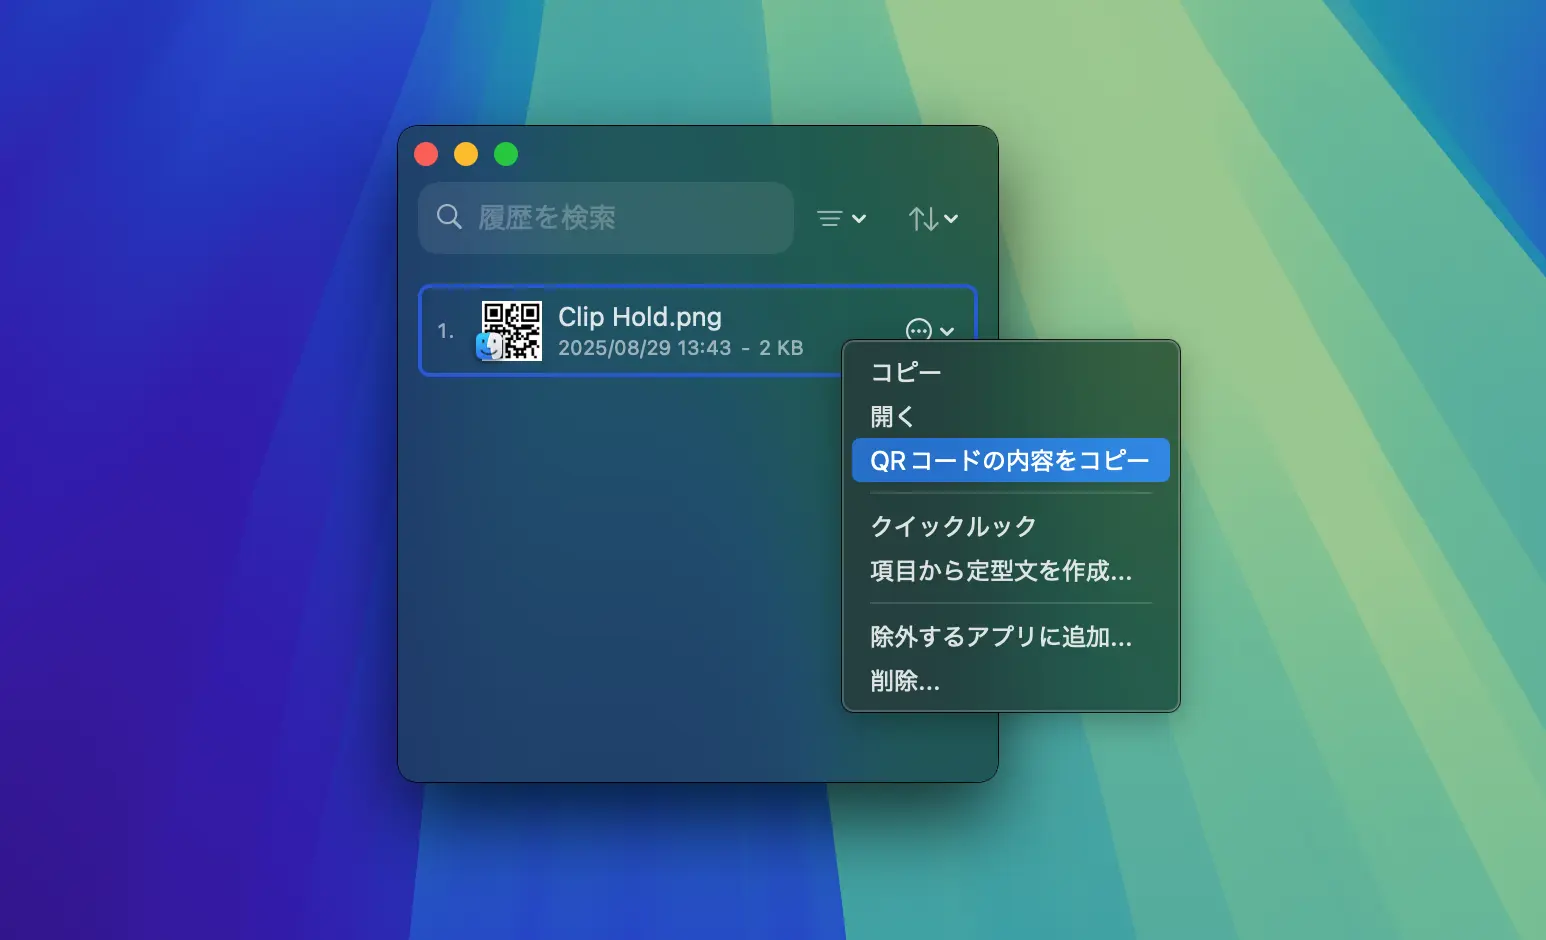 履歴を検索
1.
Clip Hold.png
2025/08/29 13:43 - 2 KB
コピー
開く
QRコードの内容をコピー
クイックルック
項目から定型文を作成...
除外するアプリに追加...
削除...